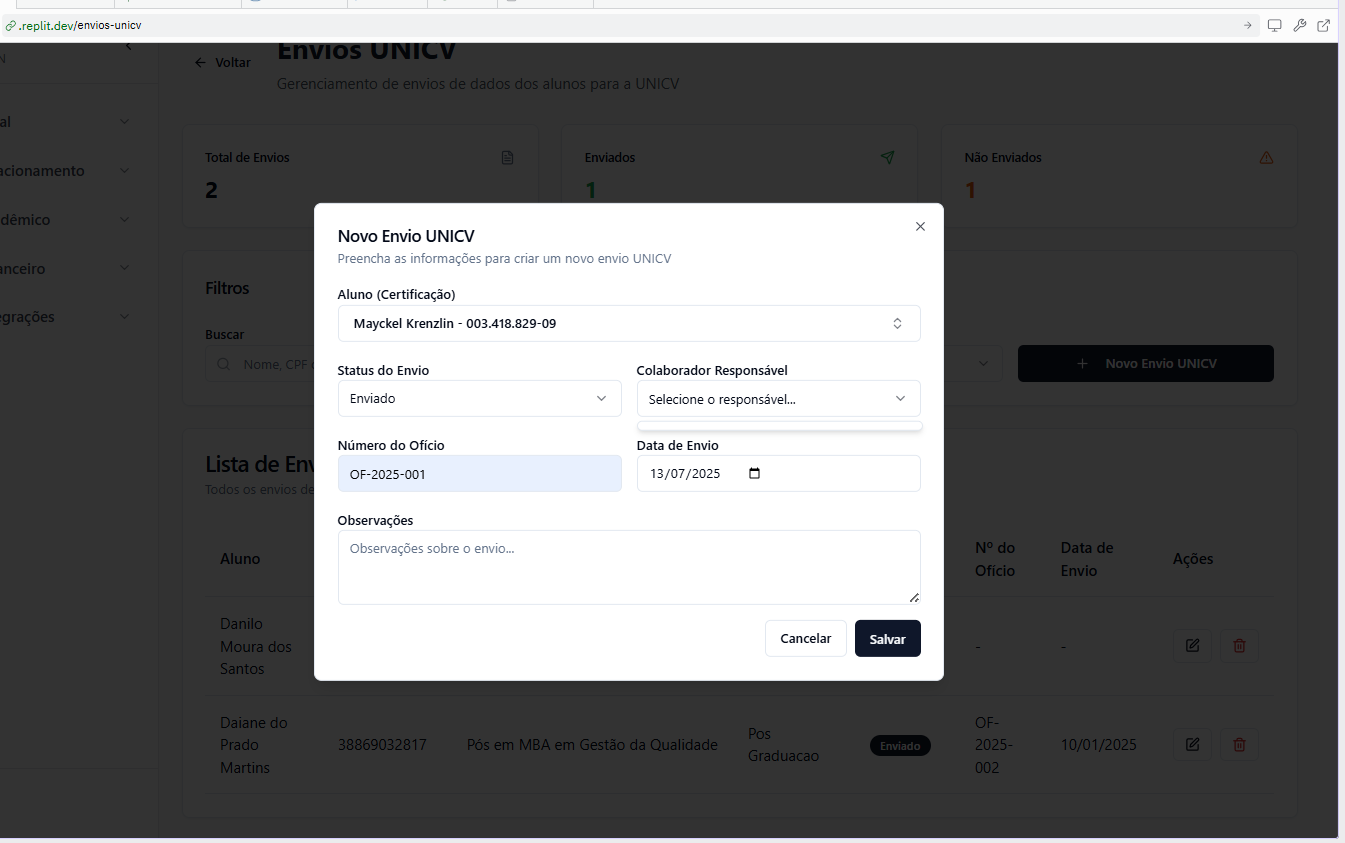 .replit.dev/envios-unicv
N
Voltar
Envios UNICV
Gerenciamento de envios de dados dos alunos para a UNICV
al
acionamento
dêmico
anceiro
egrações
Total de Envios
2
Enviados
1
Não Enviados
1
Filtros
Buscar
Nome, CPF
Novo Envio UNICV
Novo Envio UNICV
Preencha as informações para criar um novo envio UNICV
Aluno (Certificação)
Mayckel Krenzlin - 003.418.829-09
Status do Envio
Enviado
Colaborador Responsável
Selecione o responsável...
Número do Ofício
OF-2025-001
Data de Envio
13/07/2025
Observações
Observações sobre o envio...
Cancelar
Salvar
Lista de Env
Todos os envios de
Aluno
Nº do
Ofício
Data de
Envio
Ações
Danilo
Moura dos
Santos
-
-
Daiane do
Prado
Martins
38869032817
Pós em MBA em Gestão da Qualidade
Pos
Graduacao
Enviado
OF-
2025-
002
10/01/2025